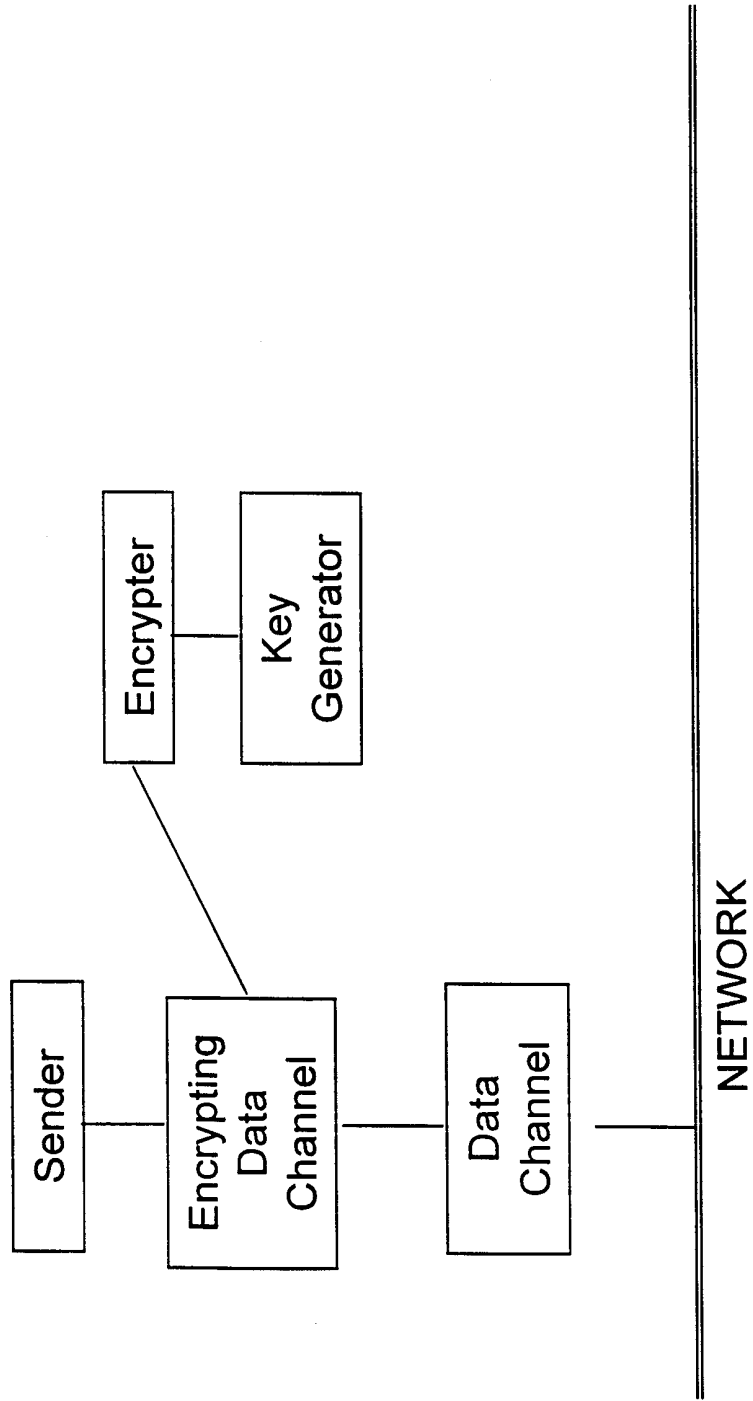 Sender
Encrypting
Data
Channel
Data
Channel
Encrypter
Key
Generator
NETWORK